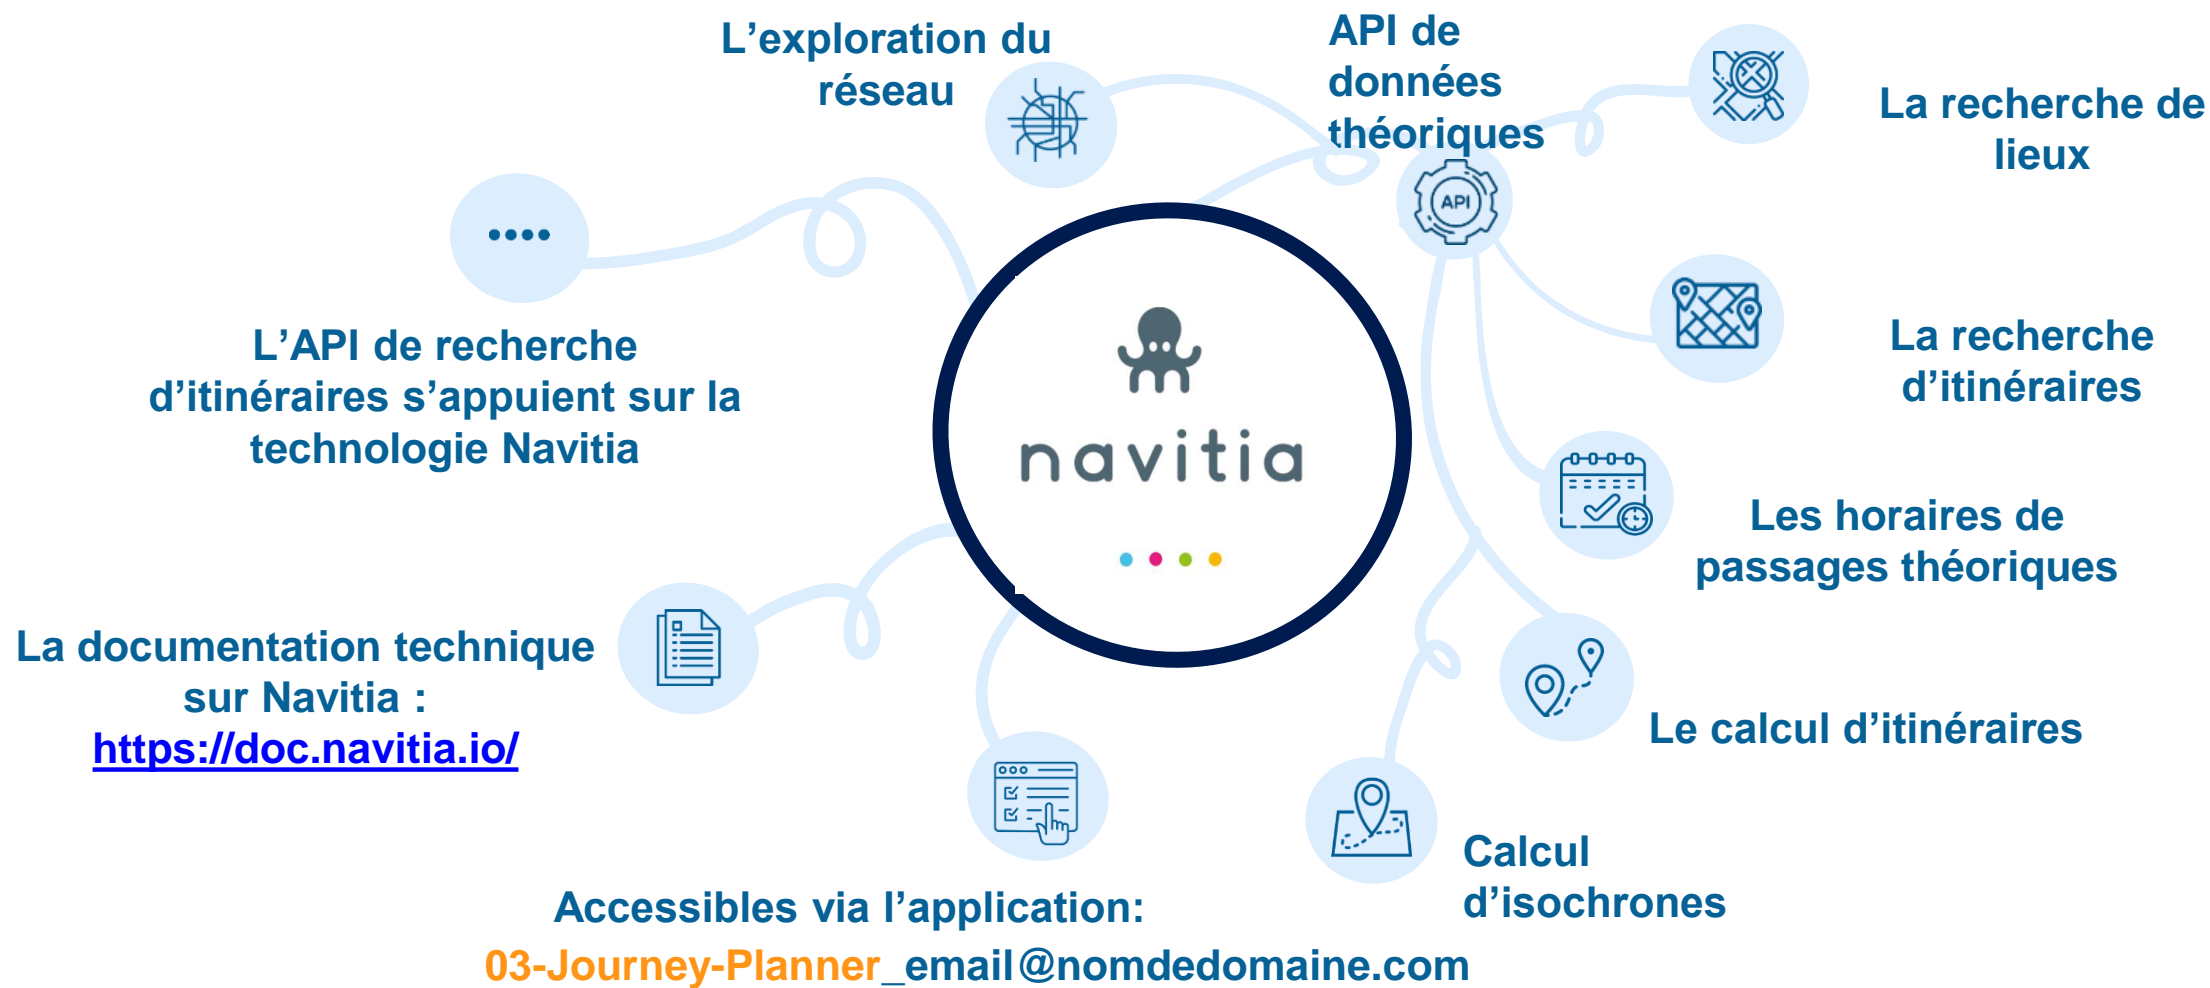 L’exploration du
réseau
API de
données
théoriques
API
La recherche de
lieux
La recherche
d’itinéraires
Les horaires de
passages théoriques
Le calcul d’itinéraires
Calcul
d’isochrones
navitia
L’API de recherche
d’itinéraires s’appuient sur la
technologie Navitia
La documentation technique
sur Navitia :
https://doc.navitia.io/
Accessibles via l’application:
03-Journey-Planner_email@nomdedomaine.com